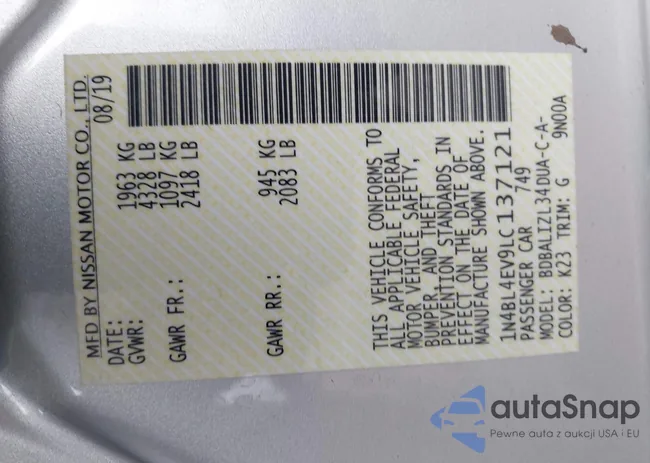 MFD BY NISSAN MOTOR CO., LTD.
DATE: 08/19
GVWR: 1963 KG
4328 LB
GAWR FR.: 1097 KG
2418 LB
GAWR RR.: 945 KG
2083 LB
THIS VEHICLE CONFORMS TO
ALL APPLICABLE FEDERAL
MOTOR VEHICLE SAFETY,
BUMPER, AND THEFT
PREVENTION STANDARDS IN
EFFECT ON THE DATE OF
MANUFACTURE SHOWN ABOVE.
1N4BL4EV9LC137121
PASSENGER CAR 749
MODEL: BDBALIZL34DUA-C-A-
COLOR: K23 TRIM: G 9N00A
autaSnap
Pewne auta z aukcji USA i EU